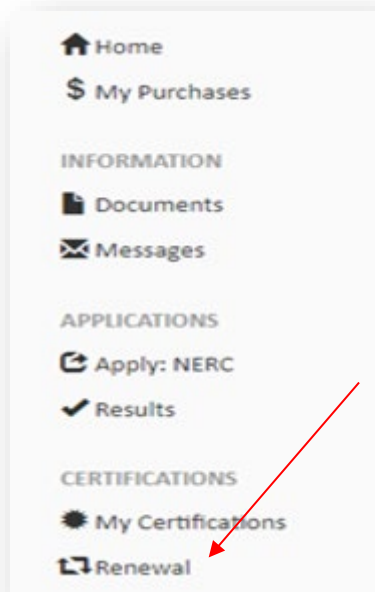 Home
My Purchases
INFORMATION
Documents
Messages
APPLICATIONS
Apply: NERC
Results
CERTIFICATIONS
My Certifications
Renewal